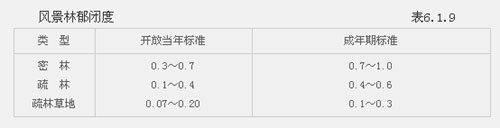 风景林郁闭度 表6.1.9
类 型 开放当年标准 成年期标准
密 林 0.3～0.7 0.7～1.0
疏 林 0.1～0.4 0.4～0.6
疏林草地 0.07～0.20 0.1～0.3